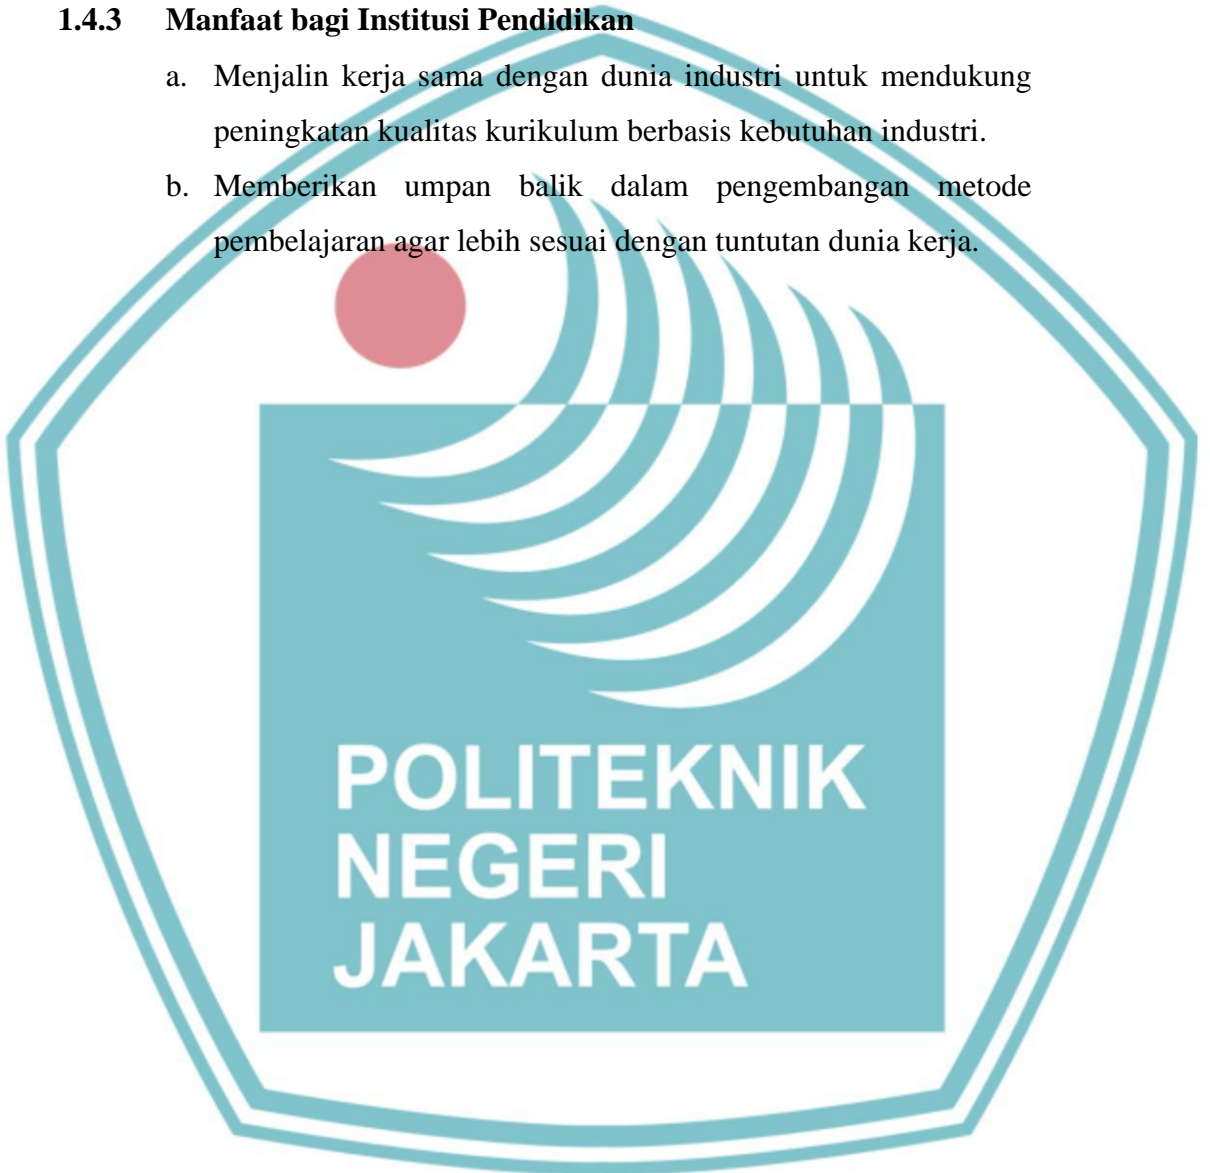 1.4.3 Manfaat bagi Institusi Pendidikan
a. Menjalin kerja sama dengan dunia industri untuk mendukung
peningkatan kualitas kurikulum berbasis kebutuhan industri.
b. Memberikan umpan balik dalam pengembangan metode
pembelajaran agar lebih sesuai dengan tuntutan dunia kerja.
POLITEKNIK
NEGERI
JAKARTA